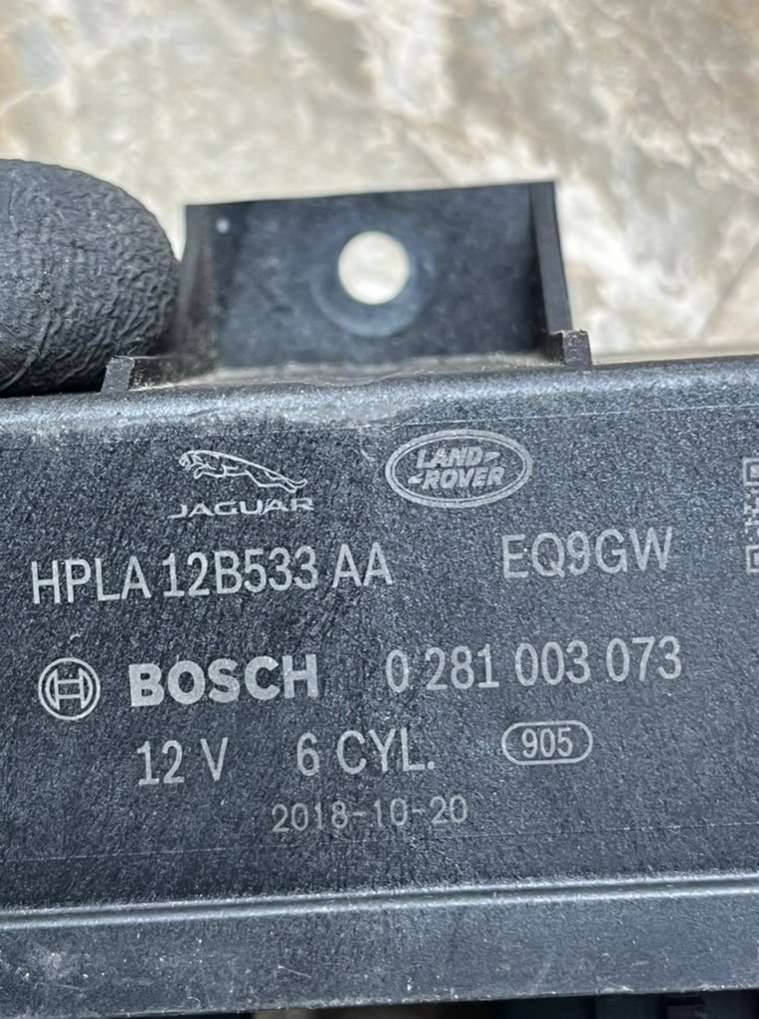 JAGUAR
LAND-
-ROVER
HPLA 12B533 AA EQ9GW
BOSCH 0 281 003 073
12 V 6 CYL. 905
2018-10-20